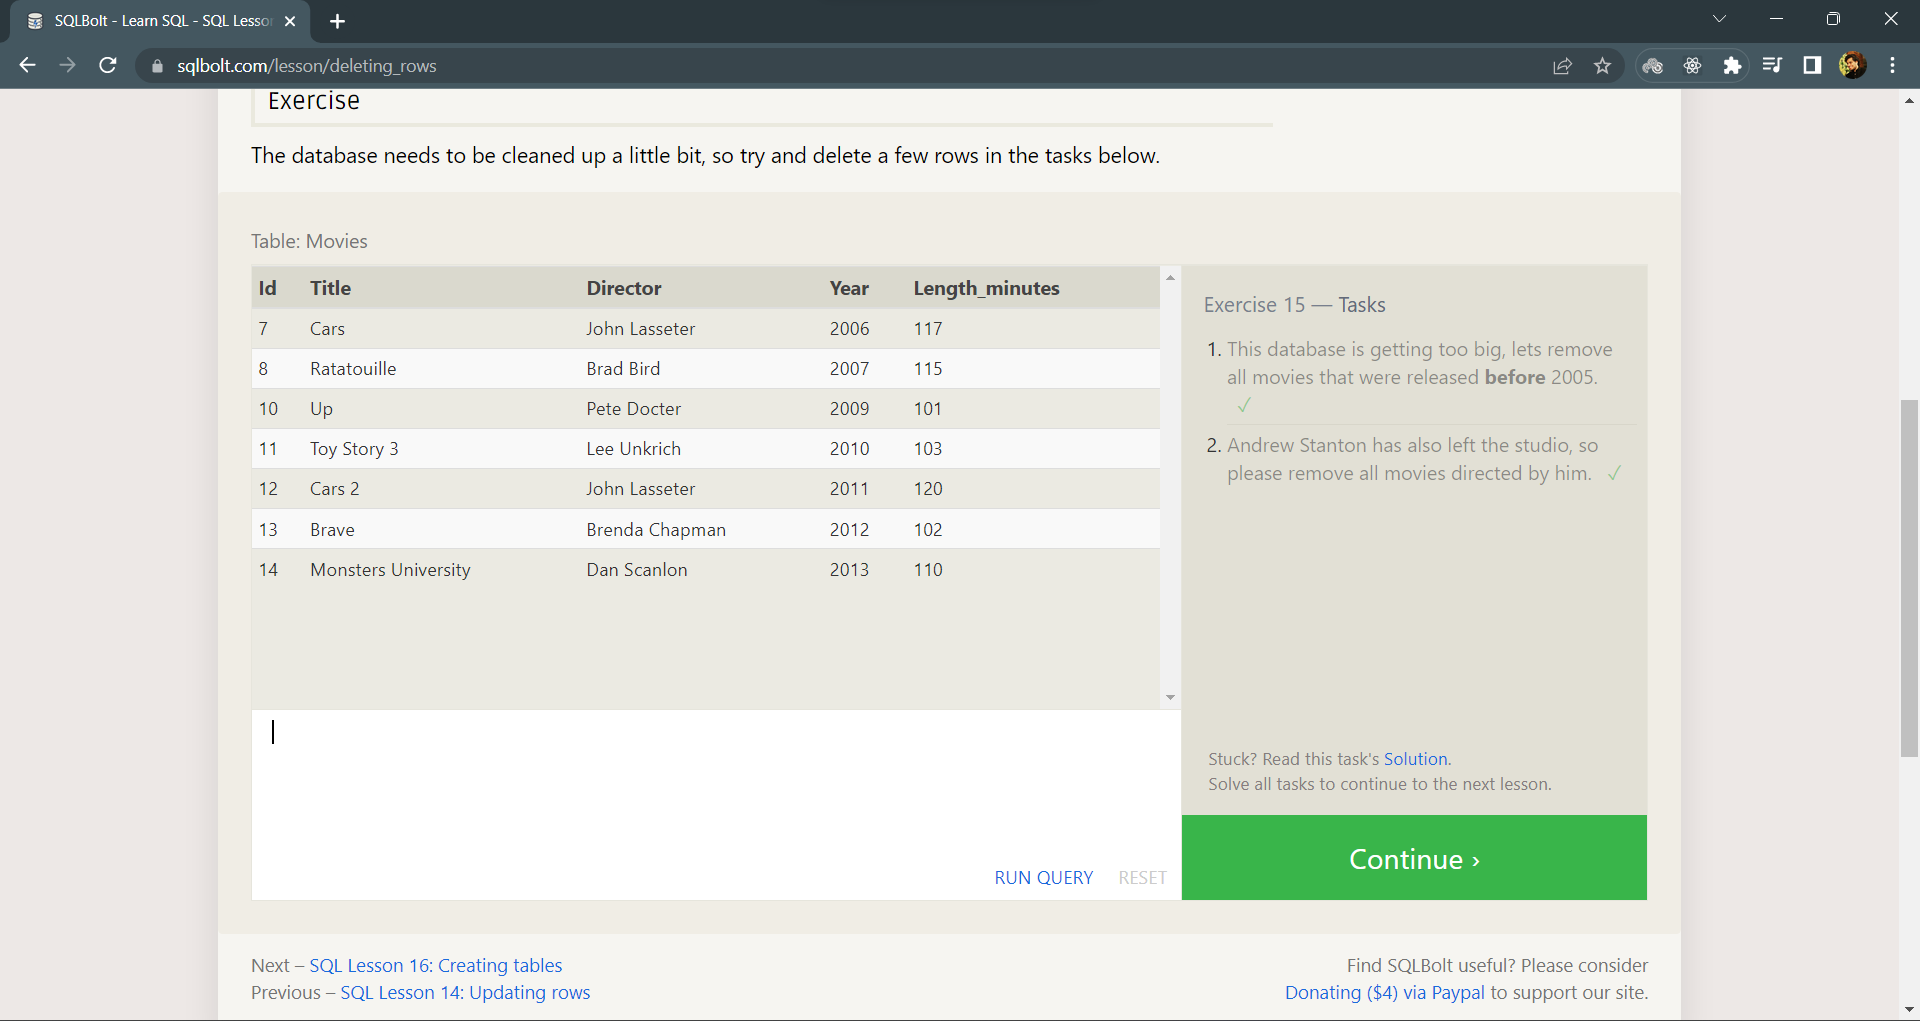 SQLBolt - Learn SQL - SQL Lesso
sqlbolt.com/lesson/deleting_rows
Exercise
The database needs to be cleaned up a little bit, so try and delete a few rows in the tasks below.
Table: Movies
Id Title Director Year Length_minutes
7 Cars John Lasseter 2006 117
8 Ratatouille Brad Bird 2007 115
10 Up Pete Docter 2009 101
11 Toy Story 3 Lee Unkrich 2010 103
12 Cars 2 John Lasseter 2011 120
13 Brave Brenda Chapman 2012 102
14 Monsters University Dan Scanlon 2013 110
RUN QUERY RESET
Exercise 15 — Tasks
1. This database is getting too big, lets remove
all movies that were released before 2005.
✓
2. Andrew Stanton has also left the studio, so
please remove all movies directed by him. ✓
Stuck? Read this task's Solution.
Solve all tasks to continue to the next lesson.
Continue ›
Next – SQL Lesson 16: Creating tables
Previous – SQL Lesson 14: Updating rows
Find SQLBolt useful? Please consider
Donating ($4) via Paypal to support our site.